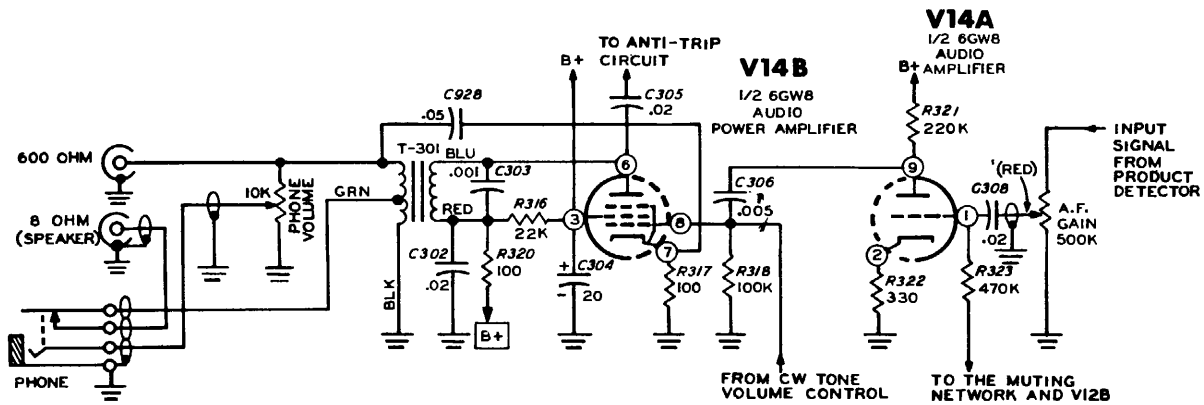 V14A
1/2 6GW8
AUDIO
AMPLIFIER
B+
TO ANTI-TRIP
CIRCUIT
B+
V14B
1/2 6GW8
AUDIO
POWER AMPLIFIER
C928
.05
C305
.02
R321
220K
INPUT
SIGNAL
FROM
PRODUCT
DETECTOR
600 OHM
T-301
BLU
.001
C303
6
9
(RED)
C306
.005
C308
.02
10K
PHONE
VOLUME
GRN
RED
R316
22K
3
8
7
1
2
A.F.
GAIN
500K
8 OHM
(SPEAKER)
C302
.02
R320
100
C304
+
-
20
R317
100
R318
100K
R322
330
R323
470K
BLK
B+
PHONE
FROM CW TONE
VOLUME CONTROL
TO THE MUTING
NETWORK AND V12B